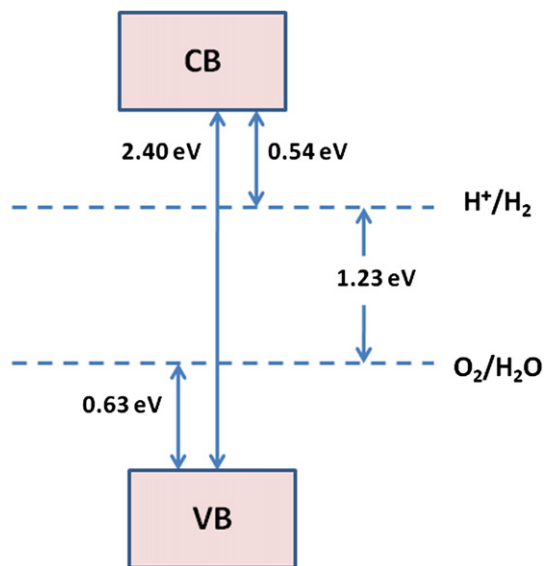 CB
2.40 eV
0.54 eV
H⁺/H₂
1.23 eV
O₂/H₂O
0.63 eV
VB